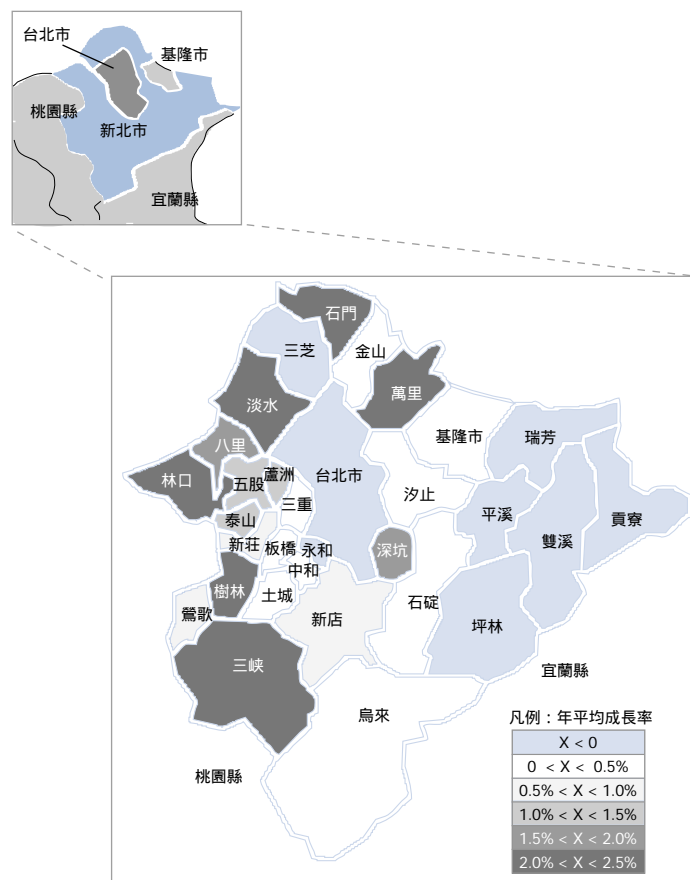 台北市
基隆市
桃園縣
新北市
宜蘭縣
石門
三芝
金山
萬里
淡水
八里
基隆市
瑞芳
林口
五股
蘆洲
台北市
汐止
三重
泰山
平溪
貢寮
新荘
板橋
永和
深坑
雙溪
中和
樹林
土城
石碇
鶯歌
新店
坪林
三峡
宜蘭縣
烏來
桃園縣
凡例：年平均成長率
X < 0
0 < X < 0.5%
0.5% < X < 1.0%
1.0% < X < 1.5%
1.5% < X < 2.0%
2.0% < X < 2.5%